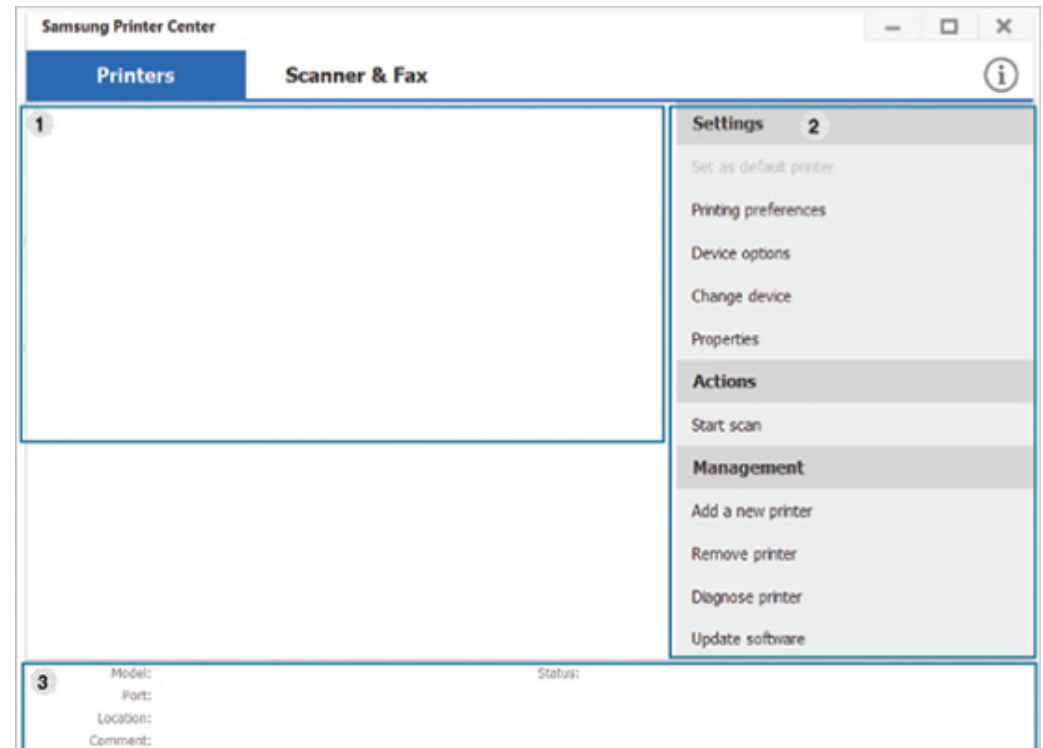 Samsung Printer Center
Printers
Scanner & Fax
i
1
Settings 2
Set as default printer
Printing preferences
Device options
Change device
Properties
Actions
Start scan
Management
Add a new printer
Remove printer
Diagnose printer
Update software
3
Model:
Status:
Port:
Location:
Comment: